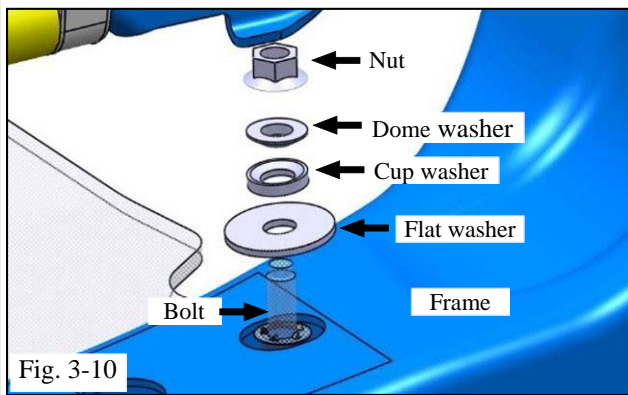 Nut
Dome washer
Cup washer
Flat washer
Bolt
Frame
Fig. 3-10